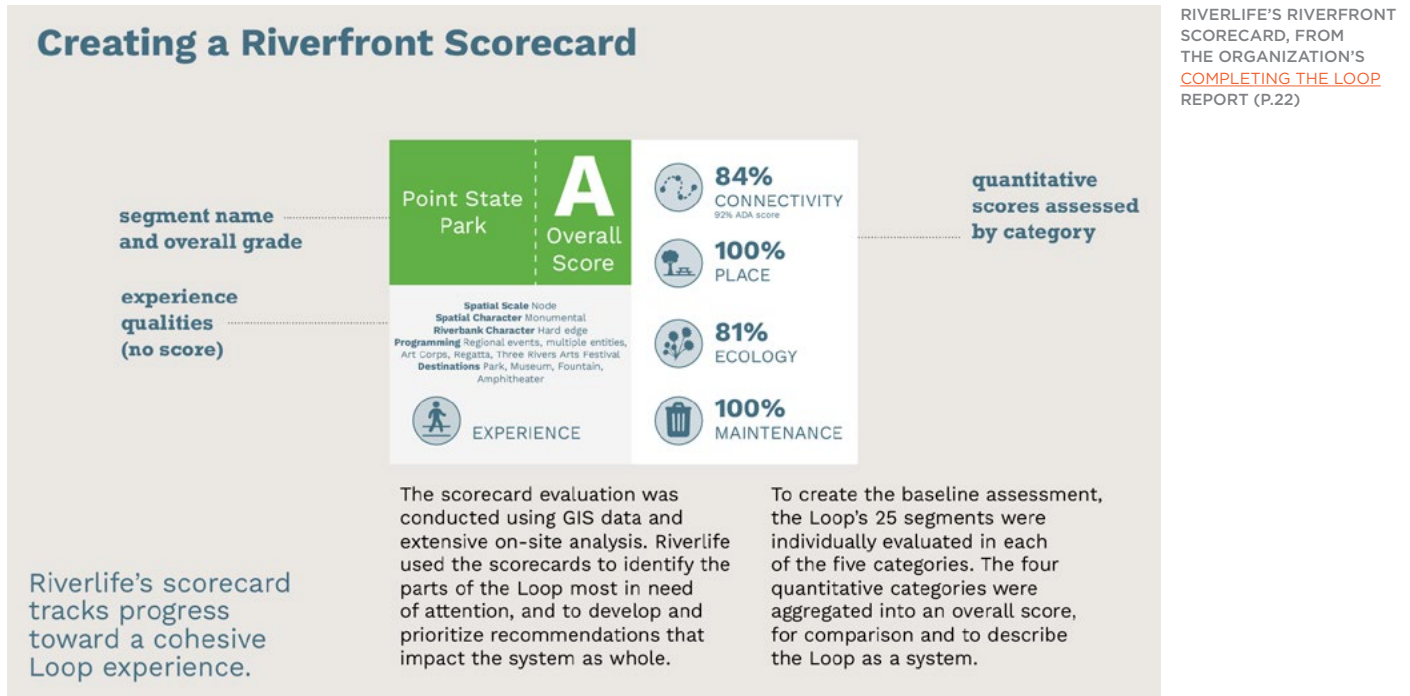 Creating a Riverfront Scorecard
RIVERLIFE'S RIVERFRONT
SCORECARD, FROM
THE ORGANIZATION'S
COMPLETING THE LOOP
REPORT (P.22)
segment name
and overall grade
experience
qualities
(no score)
Point State
Park
A
Overall
Score
Spatial Scale Node
Spatial Character Monumental
Riverbank Character Hard edge
Programming Regional events, multiple entities,
Art Corps, Regatta, Three Rivers Arts Festival
Destinations Park, Museum, Fountain,
Amphitheater
EXPERIENCE
84%
CONNECTIVITY
92% ADA score
100%
PLACE
81%
ECOLOGY
100%
MAINTENANCE
quantitative
scores assessed
by category
Riverlife's scorecard
tracks progress
toward a cohesive
Loop experience.
The scorecard evaluation was
conducted using GIS data and
extensive on-site analysis. Riverlife
used the scorecards to identify the
parts of the Loop most in need
of attention, and to develop and
prioritize recommendations that
impact the system as whole.
To create the baseline assessment,
the Loop's 25 segments were
individually evaluated in each
of the five categories. The four
quantitative categories were
aggregated into an overall score,
for comparison and to describe
the Loop as a system.